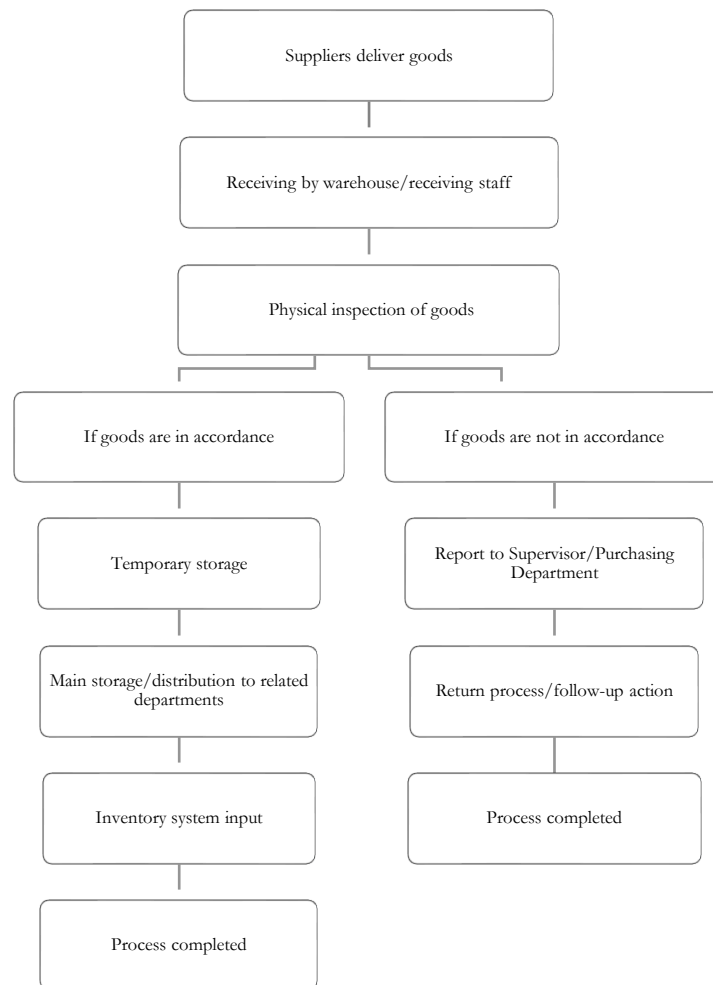 Suppliers deliver goods
Receiving by warehouse/receiving staff
Physical inspection of goods
If goods are in accordance
If goods are not in accordance
Temporary storage
Report to Supervisor/Purchasing
Department
Main storage/distribution to related
departments
Return process/follow-up action
Inventory system input
Process completed
Process completed